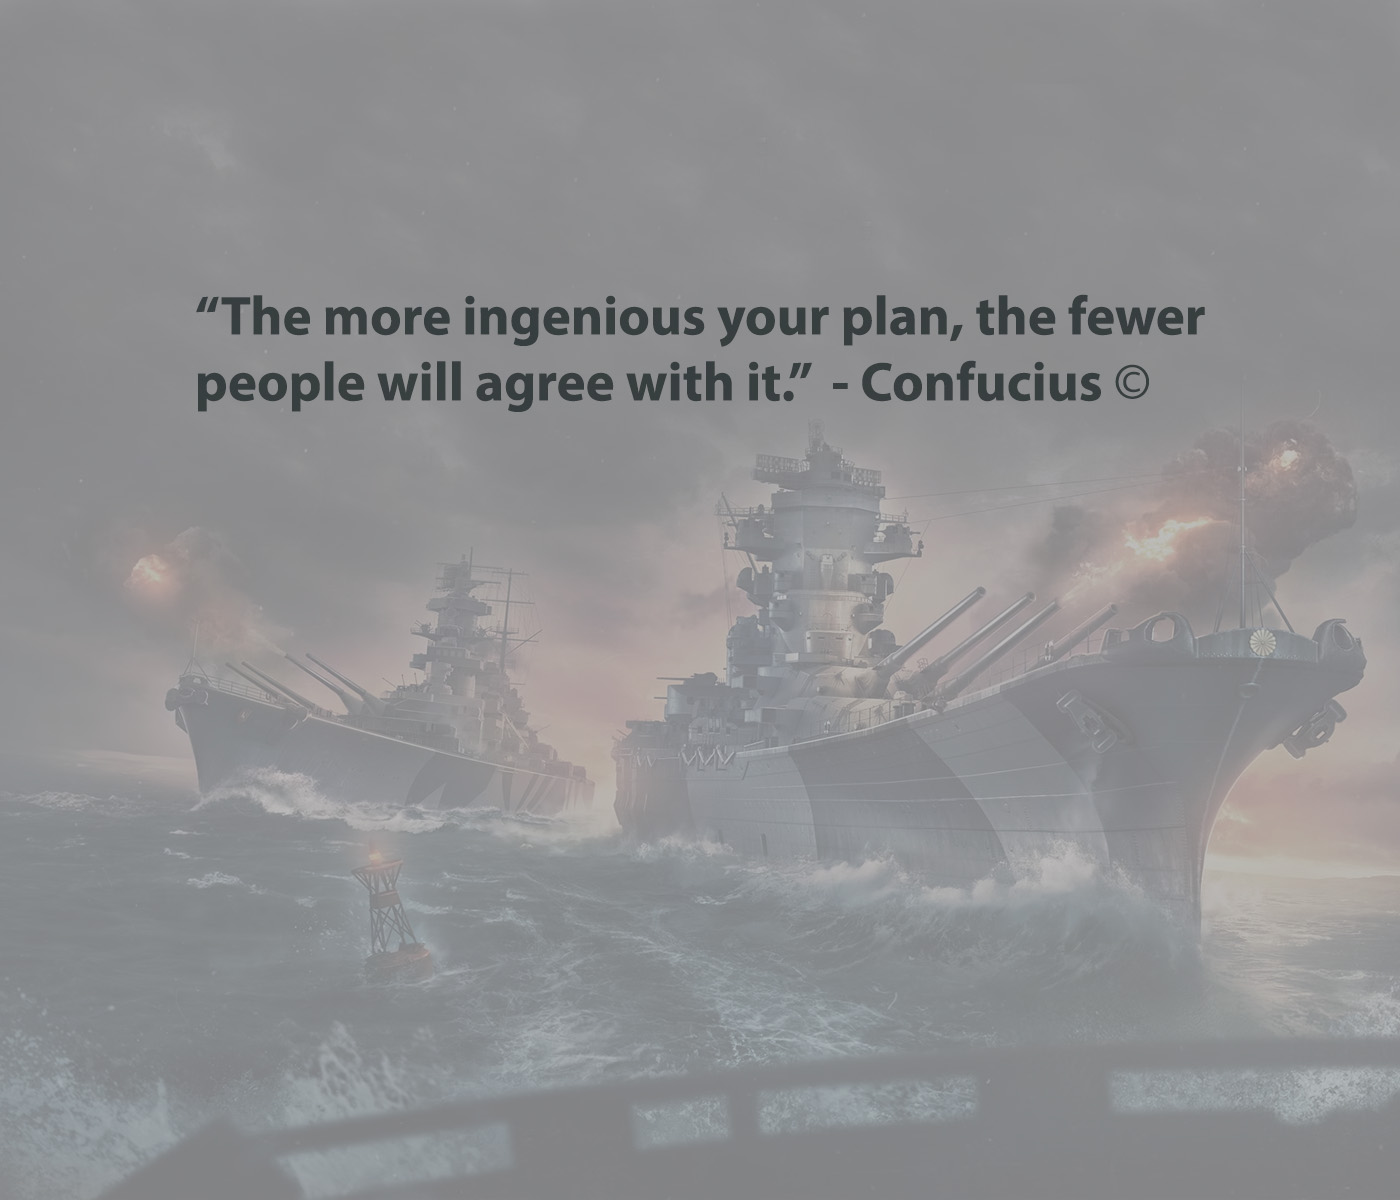 “The more ingenious your plan, the fewer
people will agree with it.” - Confucius ©